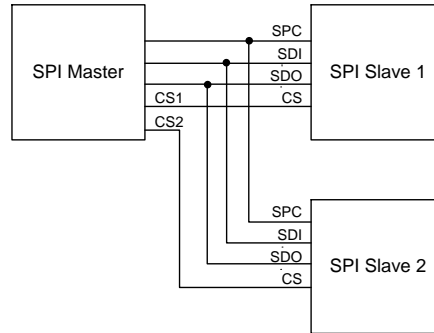 SPC
SDI
SPI Master
SDO
SPI Slave 1
CS1
CS
CS2
SPC
SDI
SDO
SPI Slave 2
CS